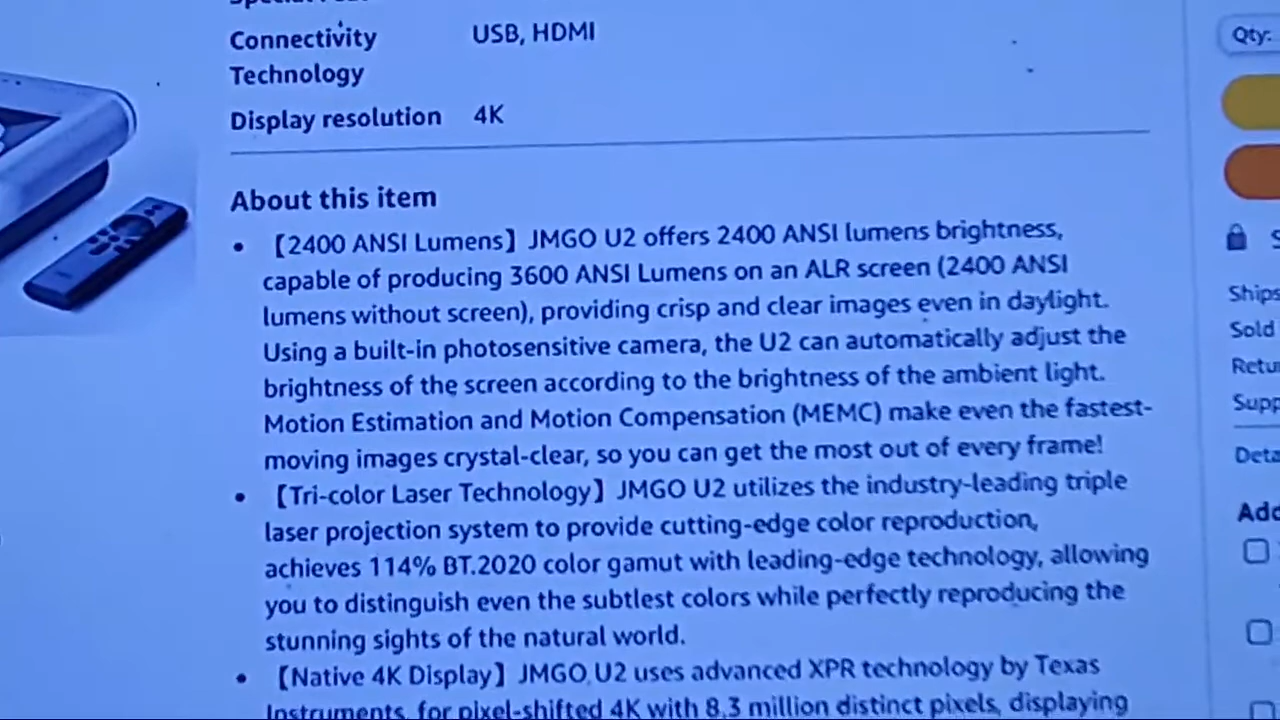 Connectivity USB, HDMI
Technology
Display resolution 4K
Qty:
About this item
• 【2400 ANSI Lumens】JMGO U2 offers 2400 ANSI lumens brightness,
capable of producing 3600 ANSI Lumens on an ALR screen (2400 ANSI
lumens without screen), providing crisp and clear images even in daylight.
Using a built-in photosensitive camera, the U2 can automatically adjust the
brightness of the screen according to the brightness of the ambient light.
Motion Estimation and Motion Compensation (MEMC) make even the fastest-
moving images crystal-clear, so you can get the most out of every frame!
• 【Tri-color Laser Technology】JMGO U2 utilizes the industry-leading triple
laser projection system to provide cutting-edge color reproduction,
achieves 114% BT.2020 color gamut with leading-edge technology, allowing
you to distinguish even the subtlest colors while perfectly reproducing the
stunning sights of the natural world.
• 【Native 4K Display】JMGO U2 uses advanced XPR technology by Texas
Instruments, for pixel-shifted 4K with 8.3 million distinct pixels, displaying
Ships
Sold
Retu
Supp
Deta
Add